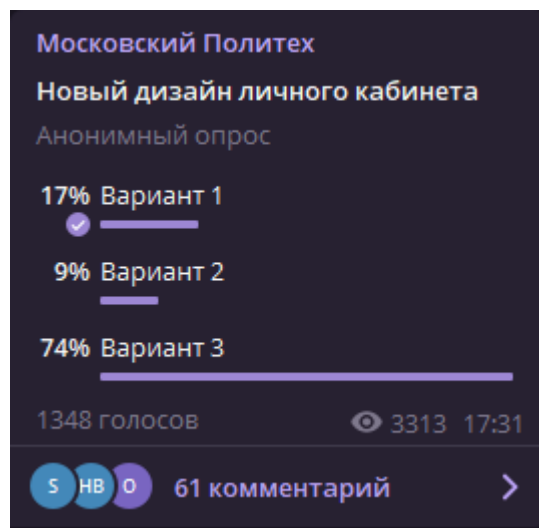 Московский Политех
Новый дизайн личного кабинета
Анонимный опрос
17% Вариант 1
9% Вариант 2
74% Вариант 3
1348 голосов 3313 17:31
S НВ О 61 комментарий